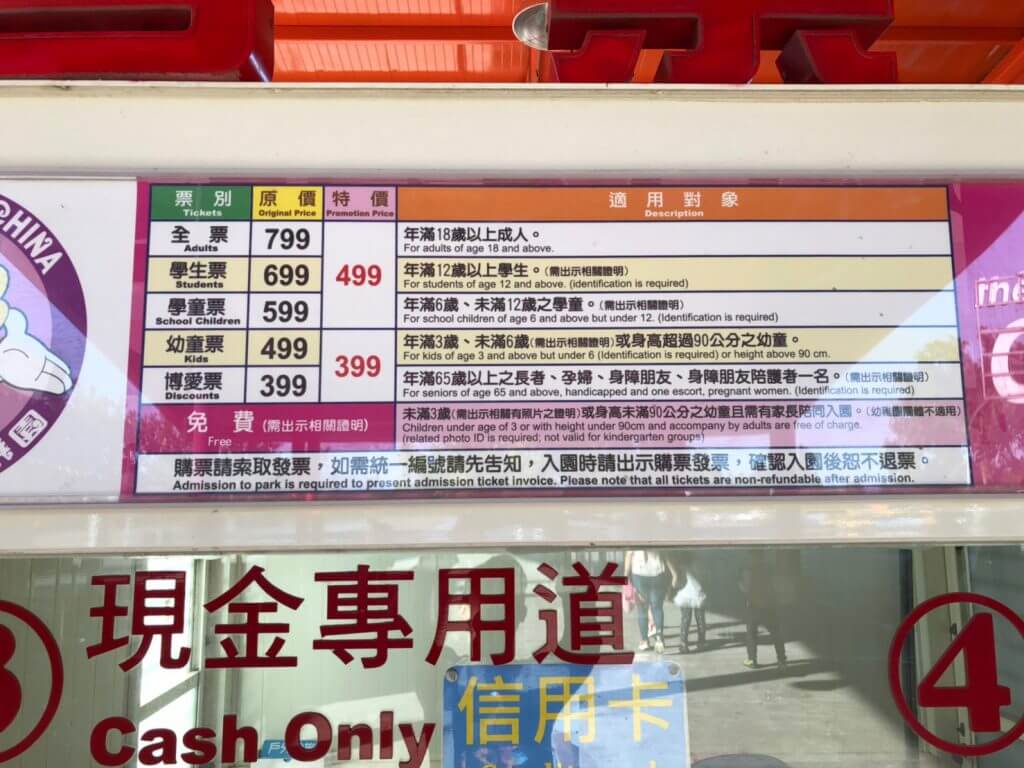 @CHINA
票別 原價 特價 適用對象
Tickets Original Price Promotion Price Description
全票 799 年滿18歲以上成人。
Adults For adults of age 18 and above.
499
學生票 699 年滿12歲以上學生。(需出示相關證明)
Students For students of age 12 and above. (identification is required)
學童票 599 年滿6歲、未滿12歲之學童。(需出示相關證明)
School Children For school children of age 6 and above but under 12. (Identification is required)
幼童票 499 年滿3歲、未滿6歲(需出示相關證明)或身高超過90公分之幼童。
Kids For kids of age 3 and above but under 6 (Identification is required) or height above 90 cm.
399
博愛票 399 年滿65歲以上之長者、孕婦、身障朋友、身障朋友陪護者一名。(需出示相關證明)
Discounts For seniors of age 65 and above, handicapped and one escort, pregnant women. (Identification is required)
免費 (需出示相關證明) 未滿3歲(需出示相關有照片之證明)或身高未滿90公分之幼童且需有家長陪同入園。(幼稚園團體不適用)
Free Children under age of 3 or with height under 90cm and accompany by adults are free of charge.
(related photo ID is required; not valid for kindergarten groups)
購票請索取發票，如需統一編號請先告知，入園時請出示購票發票，確認入園後恕不退票。
Admission to park is required to present admission ticket invoice. Please note that all tickets are non-refundable after admission.
現金專用道
Cash Only
信用卡
3
4